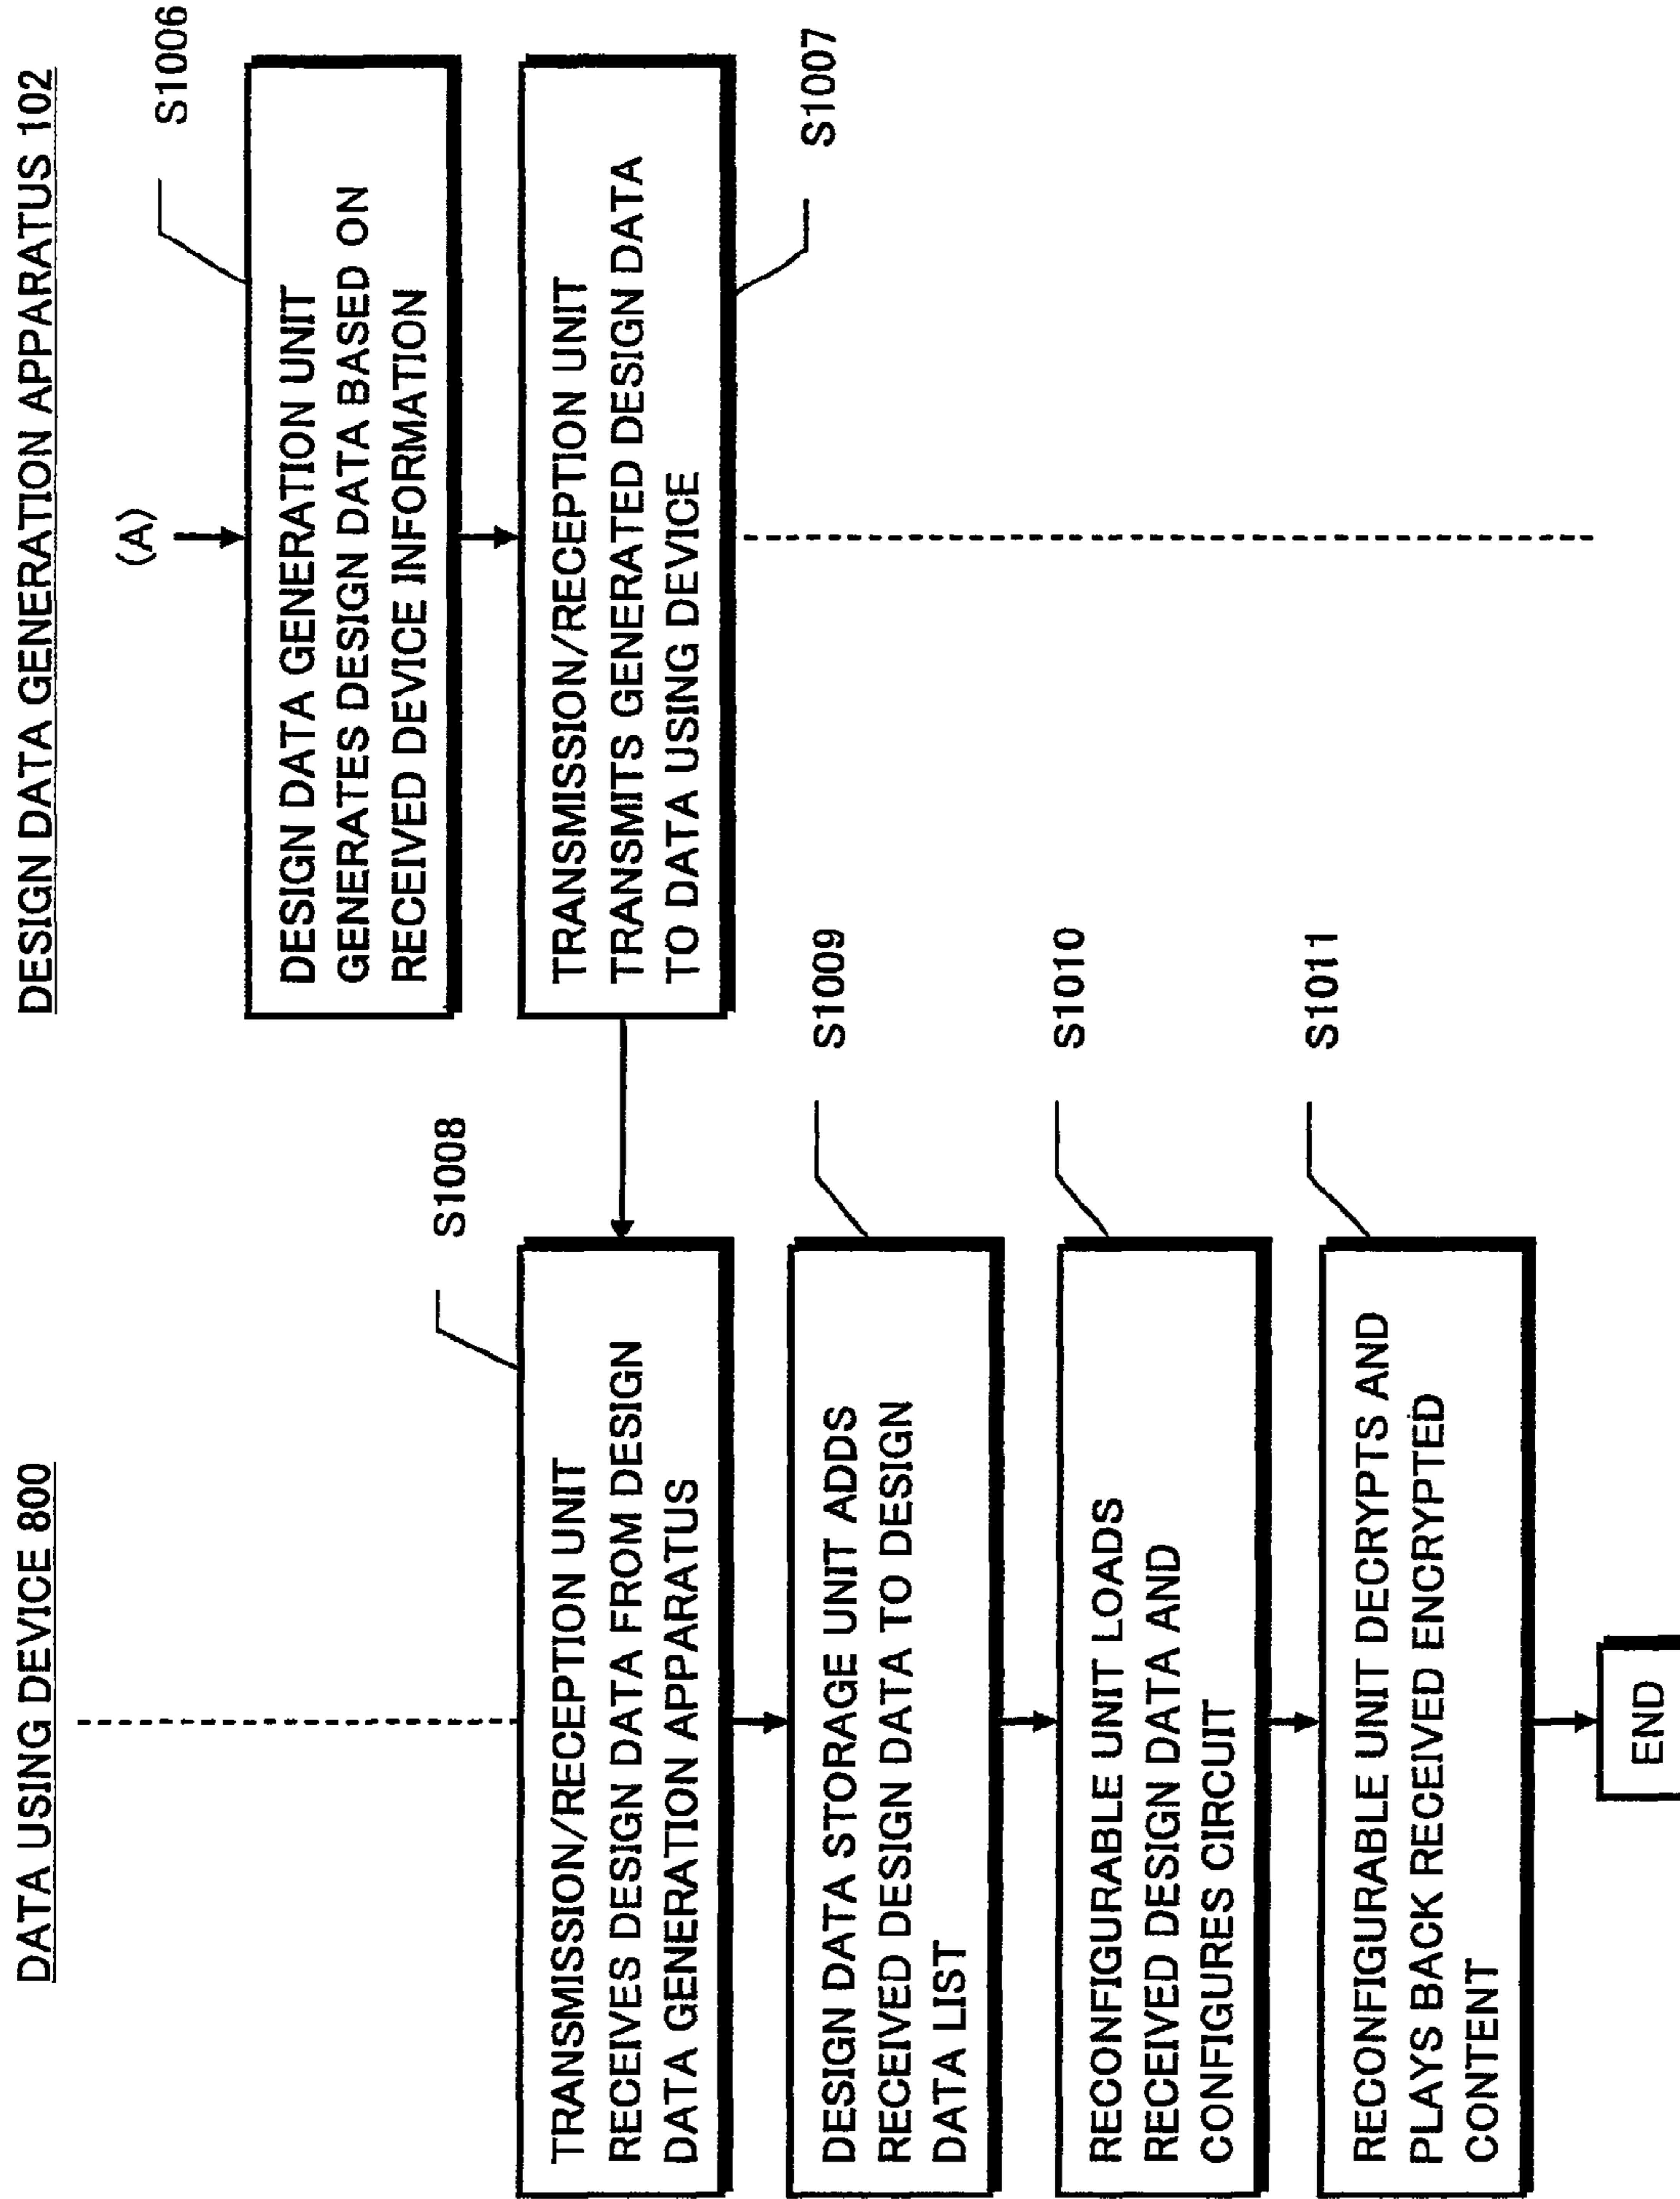 DATA USING DEVICE 800
DESIGN DATA GENERATION APPARATUS 102
(A)
S1006
DESIGN DATA GENERATION UNIT
GENERATES DESIGN DATA BASED ON
RECEIVED DEVICE INFORMATION
S1007
TRANSMISSION/RECEPTION UNIT
TRANSMITS GENERATED DESIGN DATA
TO DATA USING DEVICE
S1008
TRANSMISSION/RECEPTION UNIT
RECEIVES DESIGN DATA FROM DESIGN
DATA GENERATION APPARATUS
S1009
DESIGN DATA STORAGE UNIT ADDS
RECEIVED DESIGN DATA TO DESIGN
DATA LIST
S1010
RECONFIGURABLE UNIT LOADS
RECEIVED DESIGN DATA AND
CONFIGURES CIRCUIT
S1011
RECONFIGURABLE UNIT DECRYPTS AND
PLAYS BACK RECEIVED ENCRYPTED
CONTENT
END